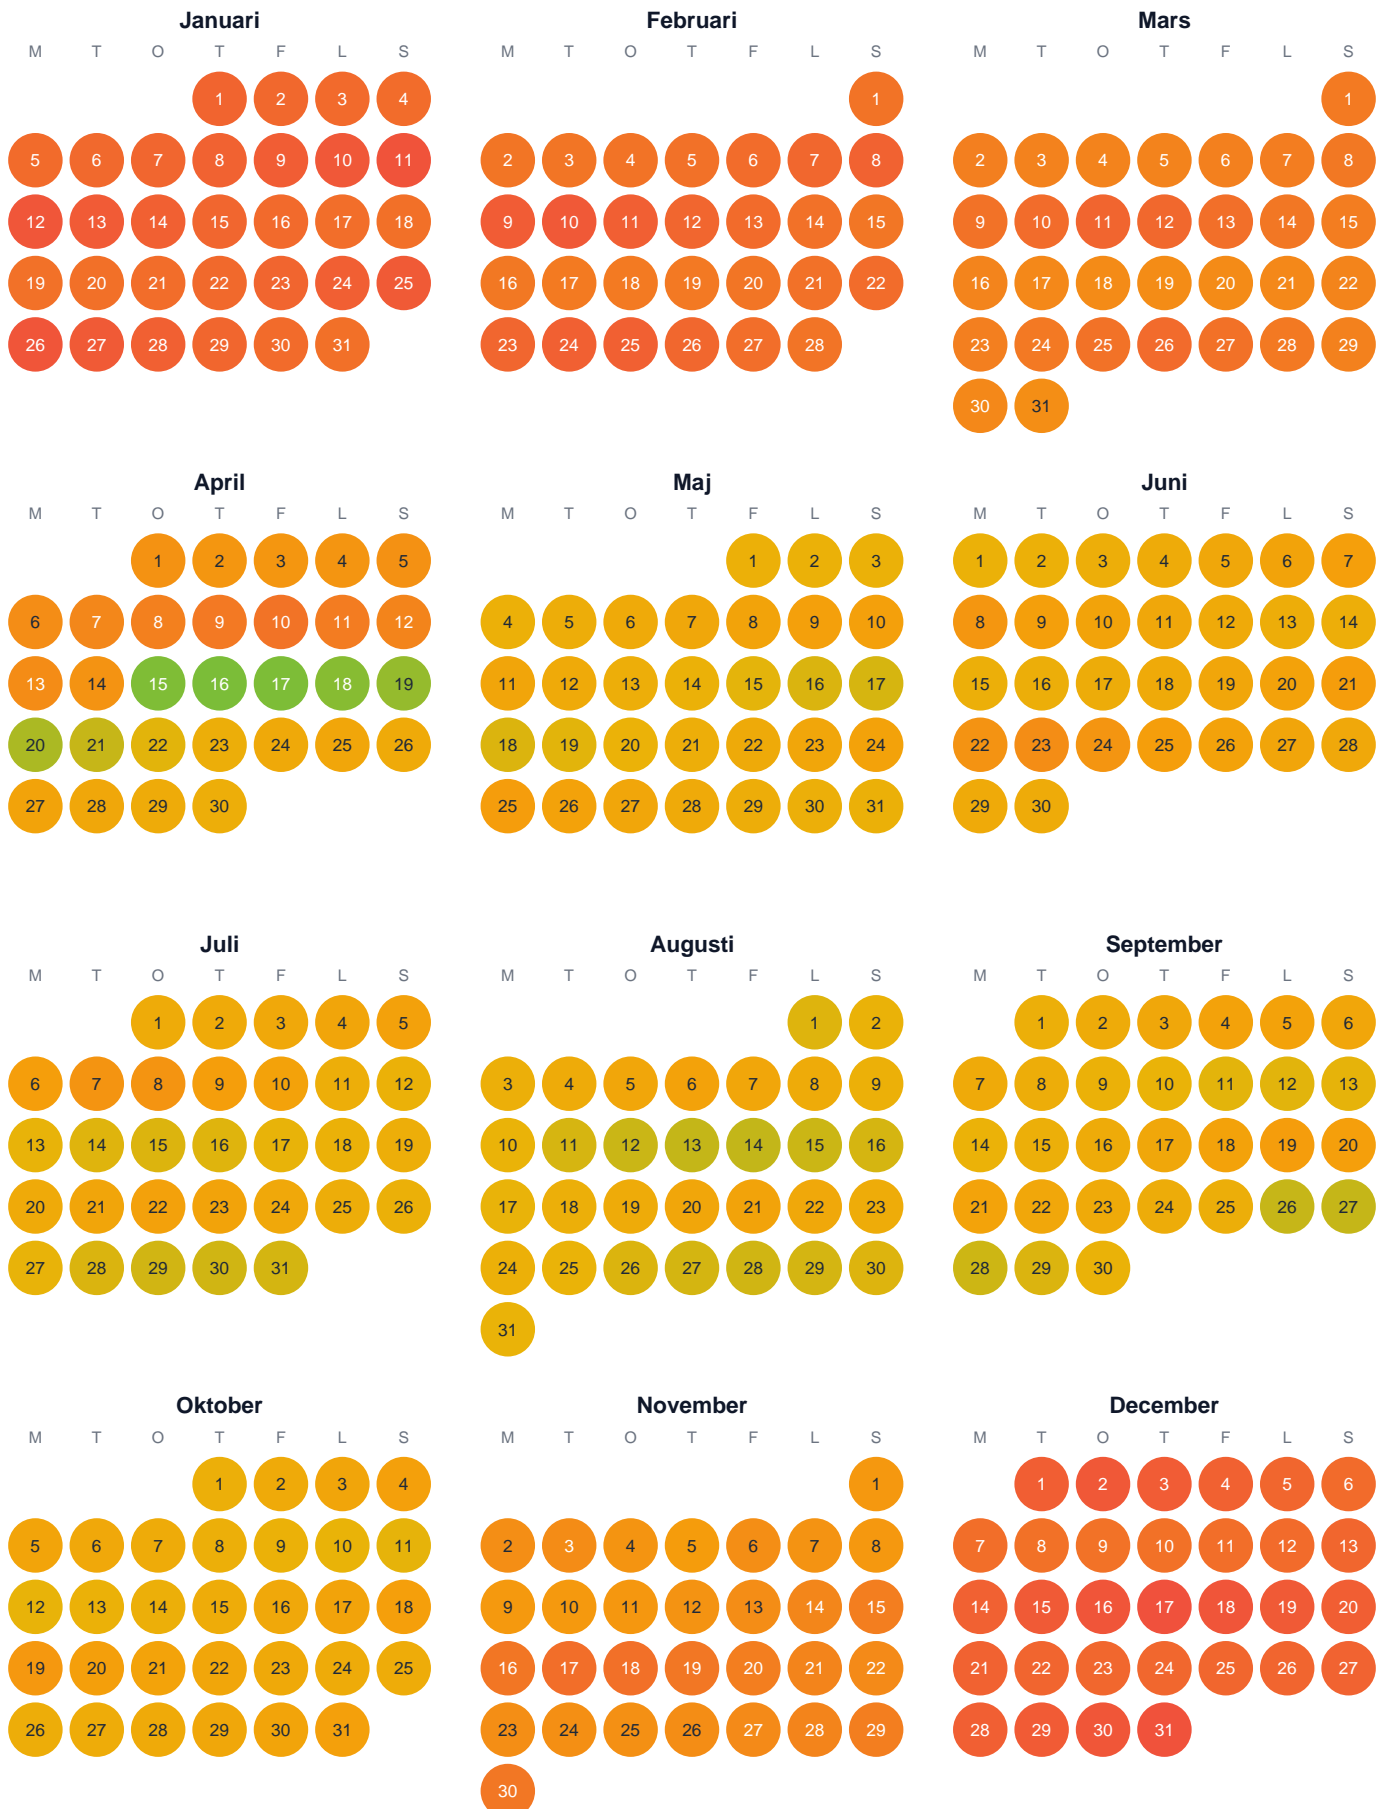 Januari Februari Mars
M T O T F L S M T O T F L S M T O T F L S
1 2 3 4 1 1
5 6 7 8 9 10 11 2 3 4 5 6 7 8 2 3 4 5 6 7 8
12 13 14 15 16 17 18 9 10 11 12 13 14 15 9 10 11 12 13 14 15
19 20 21 22 23 24 25 16 17 18 19 20 21 22 16 17 18 19 20 21 22
26 27 28 29 30 31 23 24 25 26 27 28 23 24 25 26 27 28 29
30 31
April Maj Juni
M T O T F L S M T O T F L S M T O T F L S
1 2 3 4 5 1 2 3 1 2 3 4 5 6 7
6 7 8 9 10 11 12 4 5 6 7 8 9 10 8 9 10 11 12 13 14
13 14 15 16 17 18 19 11 12 13 14 15 16 17 15 16 17 18 19 20 21
20 21 22 23 24 25 26 18 19 20 21 22 23 24 22 23 24 25 26 27 28
27 28 29 30 25 26 27 28 29 30 31 29 30
Juli Augusti September
M T O T F L S M T O T F L S M T O T F L S
1 2 3 4 5 1 2 1 2 3 4 5 6
6 7 8 9 10 11 12 3 4 5 6 7 8 9 7 8 9 10 11 12 13
13 14 15 16 17 18 19 10 11 12 13 14 15 16 14 15 16 17 18 19 20
20 21 22 23 24 25 26 17 18 19 20 21 22 23 21 22 23 24 25 26 27
27 28 29 30 31 24 25 26 27 28 29 30 28 29 30
31
Oktober November December
M T O T F L S M T O T F L S M T O T F L S
1 2 3 4 1 1 2 3 4 5 6
5 6 7 8 9 10 11 2 3 4 5 6 7 8 7 8 9 10 11 12 13
12 13 14 15 16 17 18 9 10 11 12 13 14 15 14 15 16 17 18 19 20
19 20 21 22 23 24 25 16 17 18 19 20 21 22 21 22 23 24 25 26 27
26 27 28 29 30 31 23 24 25 26 27 28 29 28 29 30 31
30